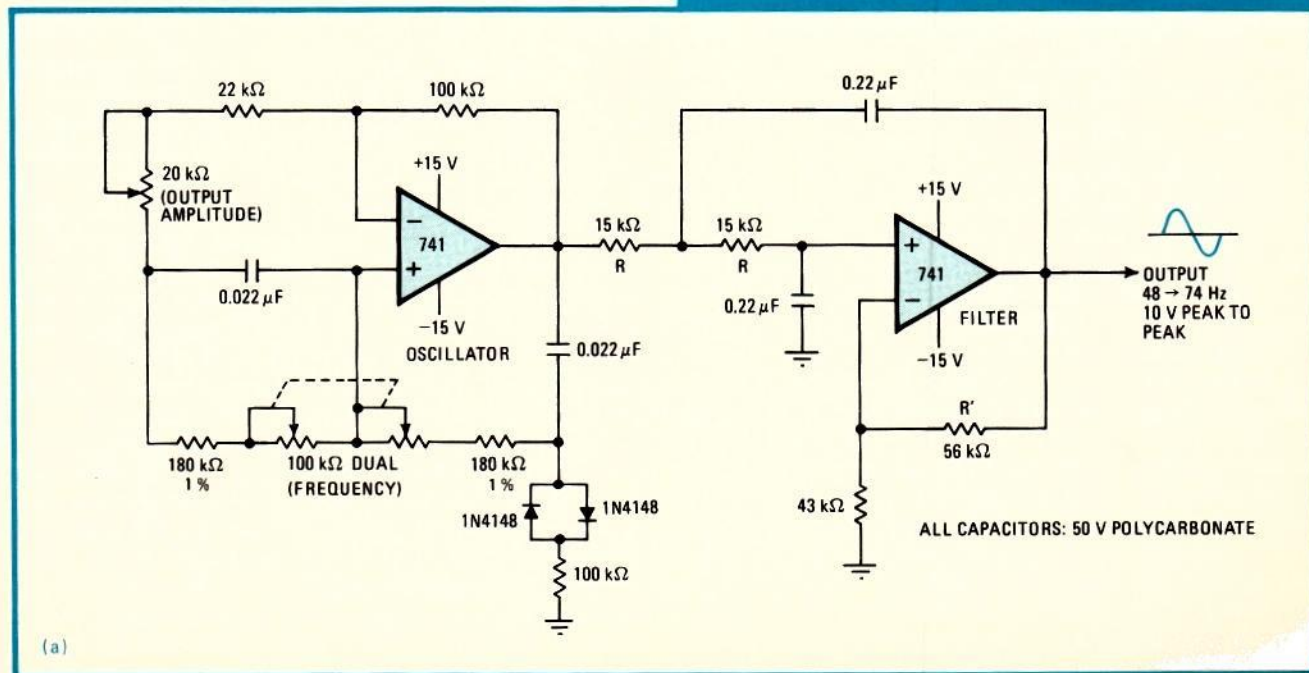 22 kΩ
100 kΩ
0.22 μF
20 kΩ
(OUTPUT
AMPLITUDE)
+15 V
−
741
+
−15 V
OSCILLATOR
0.022 μF
15 kΩ
R
15 kΩ
R
0.22 μF
+15 V
+
741
−
−15 V
FILTER
OUTPUT
48 → 74 Hz
10 V PEAK TO
PEAK
0.022 μF
180 kΩ
1 %
100 kΩ DUAL
(FREQUENCY)
180 kΩ
1 %
1N4148
1N4148
100 kΩ
R'
56 kΩ
43 kΩ
ALL CAPACITORS: 50 V POLYCARBONATE
(a)